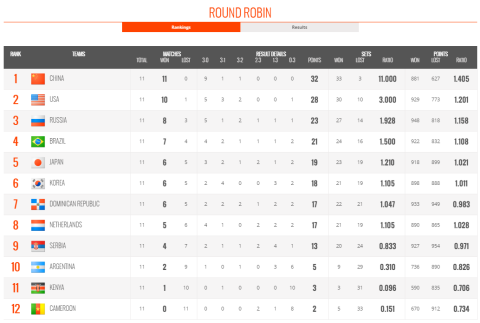 ROUND ROBIN
Rankings Results
RANK TEAMS MATCHES RESULT DETAILS SETS POINTS
TOTAL WON LOST 3:0 3:1 3:2 2:3 1:3 0:3 POINTS WON LOST RATIO WON LOST RATIO
1 CHINA 11 11 0 9 1 1 0 0 0 32 33 3 11.000 881 627 1.405
2 USA 11 10 1 5 3 2 0 0 1 28 30 10 3.000 929 773 1.201
3 RUSSIA 11 8 3 5 1 2 1 1 1 23 27 14 1.928 948 818 1.158
4 BRAZIL 11 7 4 4 2 1 1 1 2 21 24 16 1.500 922 832 1.108
5 JAPAN 11 6 5 3 2 1 2 1 2 19 23 19 1.210 918 899 1.021
6 KOREA 11 6 5 2 4 0 0 3 2 18 21 19 1.105 898 888 1.011
7 DOMINICAN REPUBLIC 11 6 5 2 2 2 1 2 2 17 22 21 1.047 933 949 0.983
8 NETHERLANDS 11 5 6 4 1 0 2 2 2 17 21 19 1.105 890 865 1.028
9 SERBIA 11 4 7 2 1 1 2 4 1 13 20 24 0.833 927 954 0.971
10 ARGENTINA 11 2 9 1 0 1 0 3 6 5 9 29 0.310 736 890 0.826
11 KENYA 11 1 10 0 1 0 0 0 10 3 3 31 0.096 590 835 0.706
12 CAMEROON 11 0 11 0 0 0 2 1 8 2 5 33 0.151 670 912 0.734